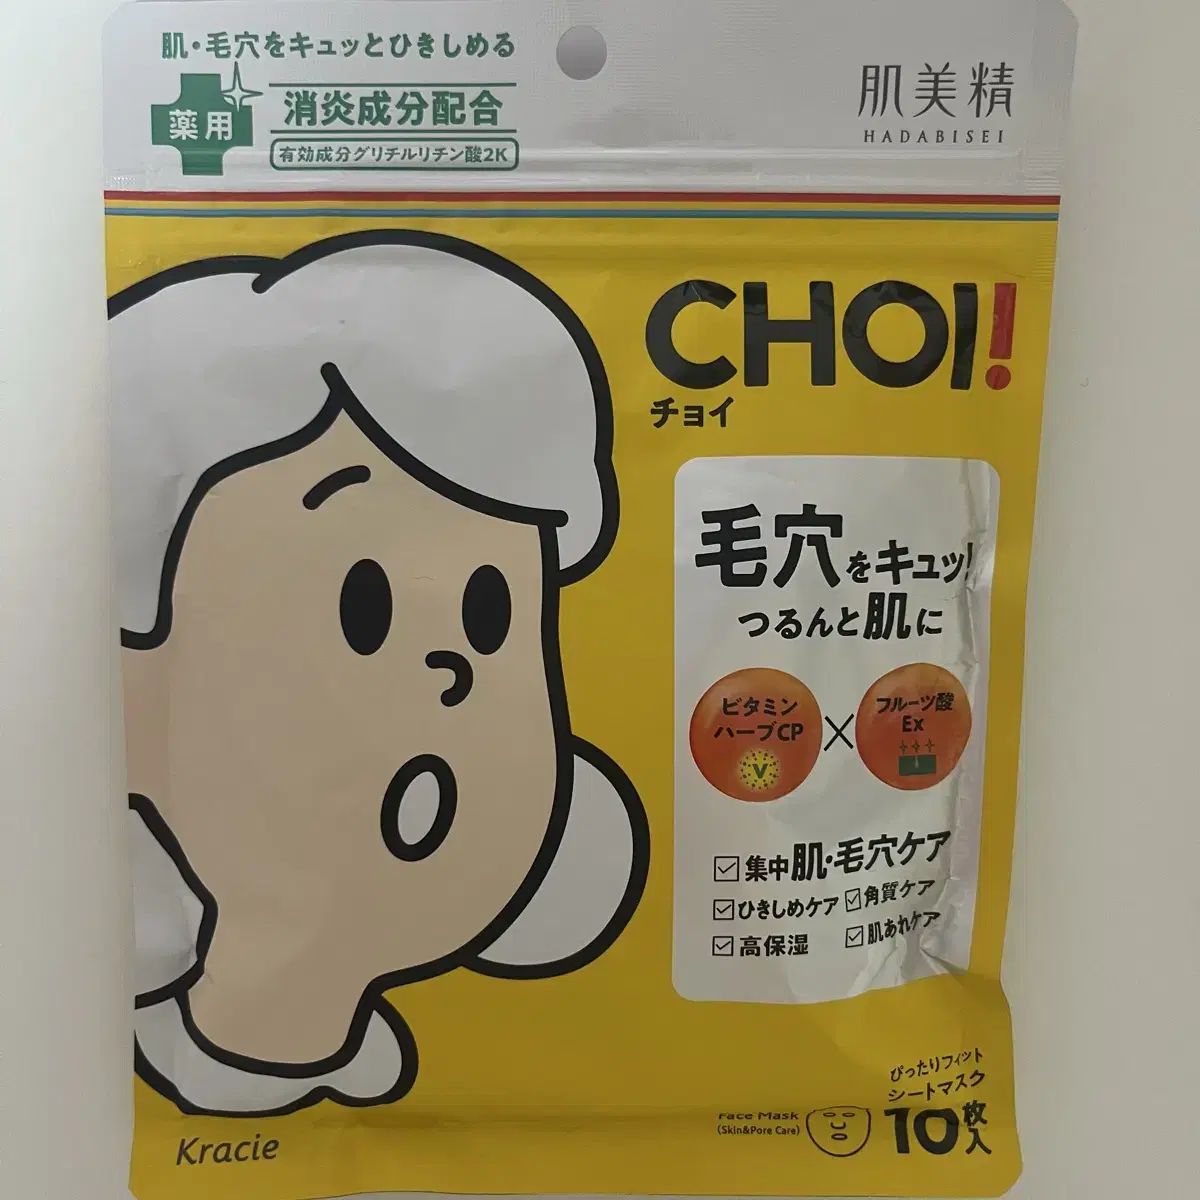 肌・毛穴をキュッとひきしめる
薬用
消炎成分配合
有効成分グリチルリチン酸2K
肌美精
HADABISEI
CHOI!
チョイ
毛穴をキュッ!
つるんと肌に
ビタミン
ハーブCP
V
×
フルーツ酸
Ex
☑集中肌・毛穴ケア
☑ひきしめケア ☑角質ケア
☑高保湿 ☑肌あれケア
ぴったりフィット
シートマスク
10枚入
Face Mask
(Skin&Pore Care)
Kracie